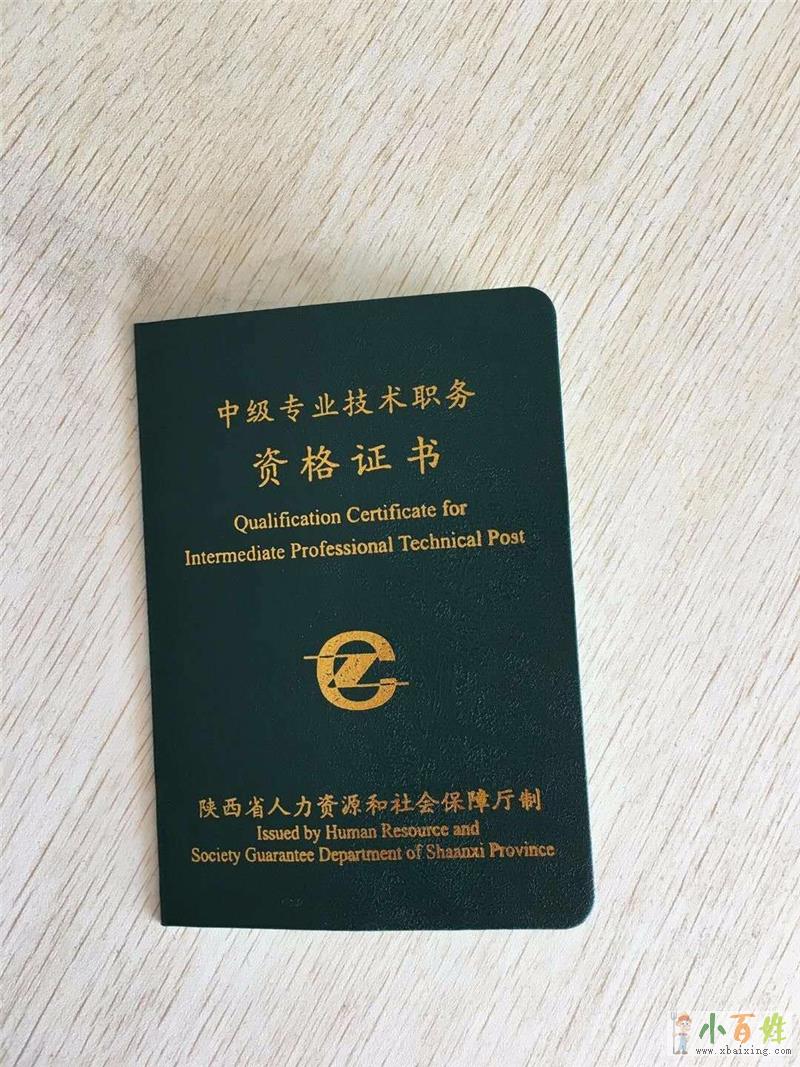 中级专业技术职务
资格证书
Qualification Certificate for
Intermediate Professional Technical Post
陕西省人力资源和社会保障厅制
Issued by Human Resource and
Society Guarantee Department of Shaanxi Province
小百姓
www.xbaixing.com